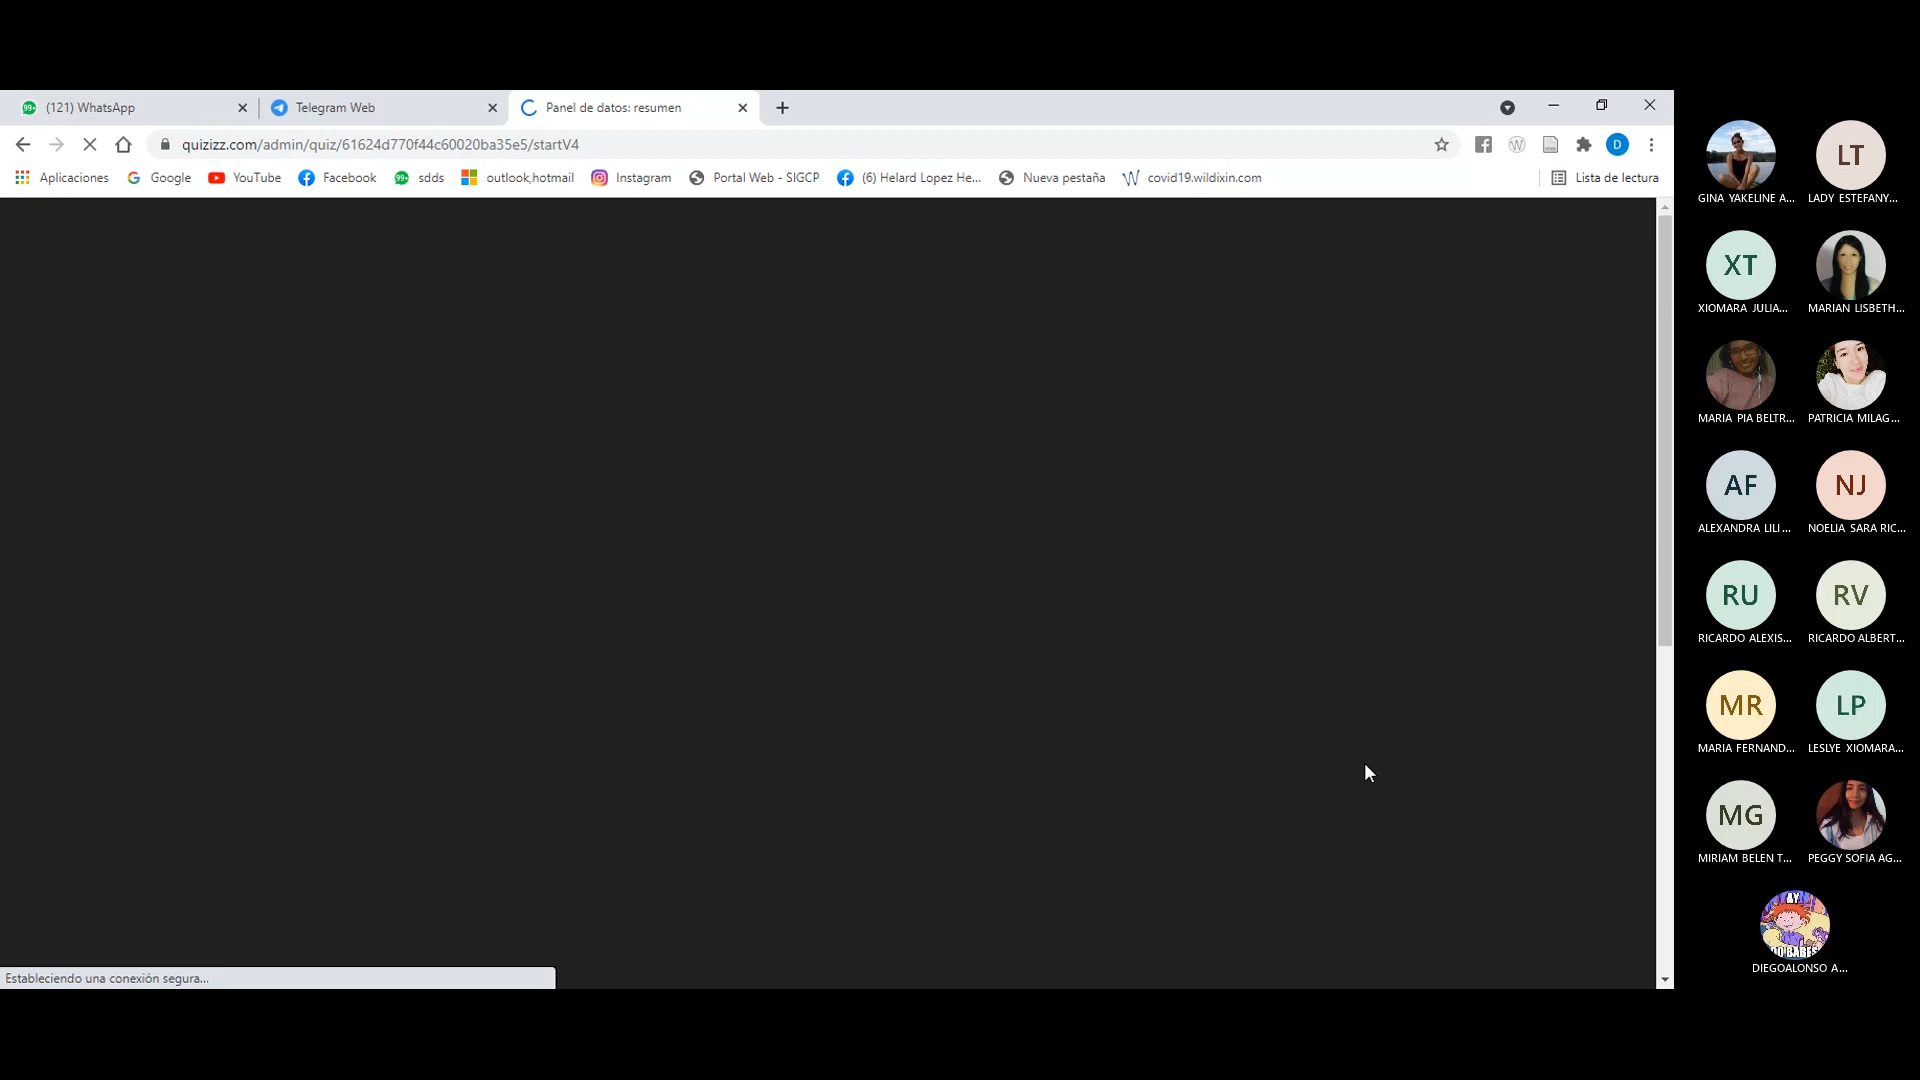 (121) WhatsApp
Telegram Web
Panel de datos: resumen
quizizz.com/admin/quiz/61624d770f44c60020ba35e5/startV4
D
Aplicaciones
Google
YouTube
Facebook
99+
sdds
outlook,hotmail
Instagram
Portal Web - SIGCP
(6) Helard Lopez He...
Nueva pestaña
covid19.wildixin.com
Lista de lectura
GINA YAKELINE A...
LT
LADY ESTEFANY...
XT
XIOMARA JULIA...
MARIAN LISBETH...
MARIA PIA BELTR...
PATRICIA MILAG...
AF
ALEXANDRA LILI...
NJ
NOELIA SARA RIC...
RU
RICARDO ALEXIS...
RV
RICARDO ALBERT...
MR
MARIA FERNAND...
LP
LESLYE XIOMARA...
MG
MIRIAM BELEN T...
PEGGY SOFIA AG...
AY
DIEGOALONSO A...
Estableciendo una conexión segura...